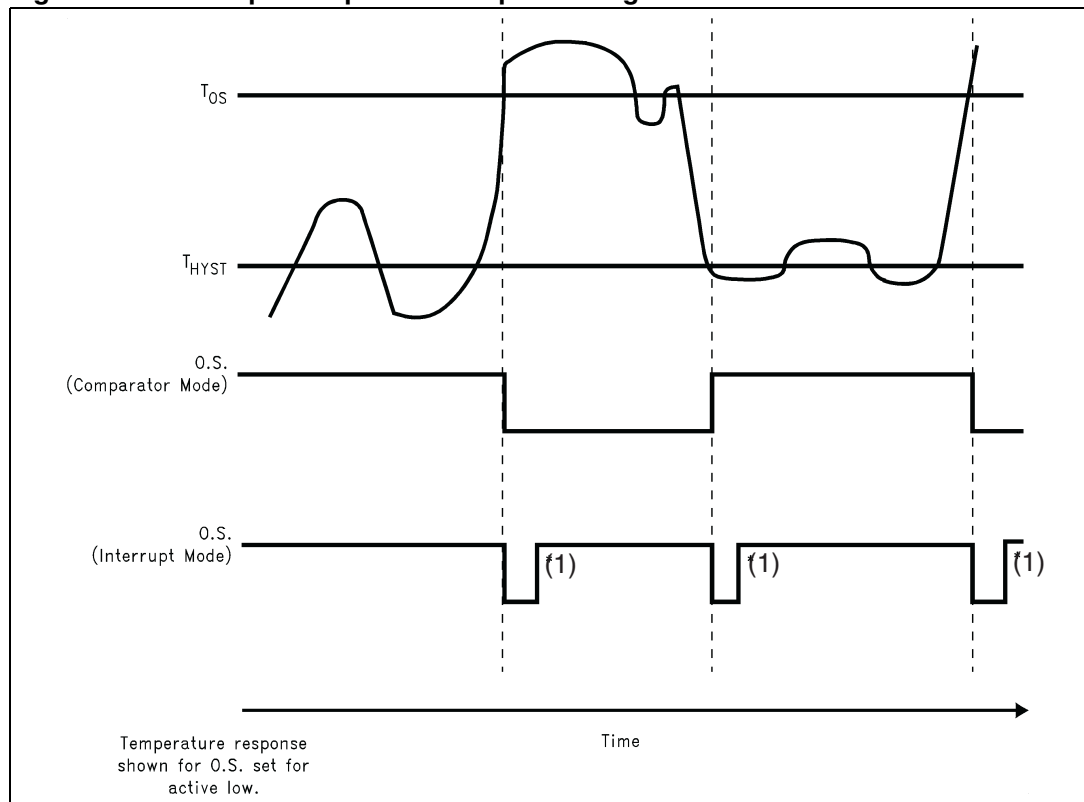 T_OS
T_HYST
O.S.
(Comparator Mode)
O.S.
(Interrupt Mode)
*(1)
*(1)
*(1)
Time
Temperature response
shown for O.S. set for
active low.